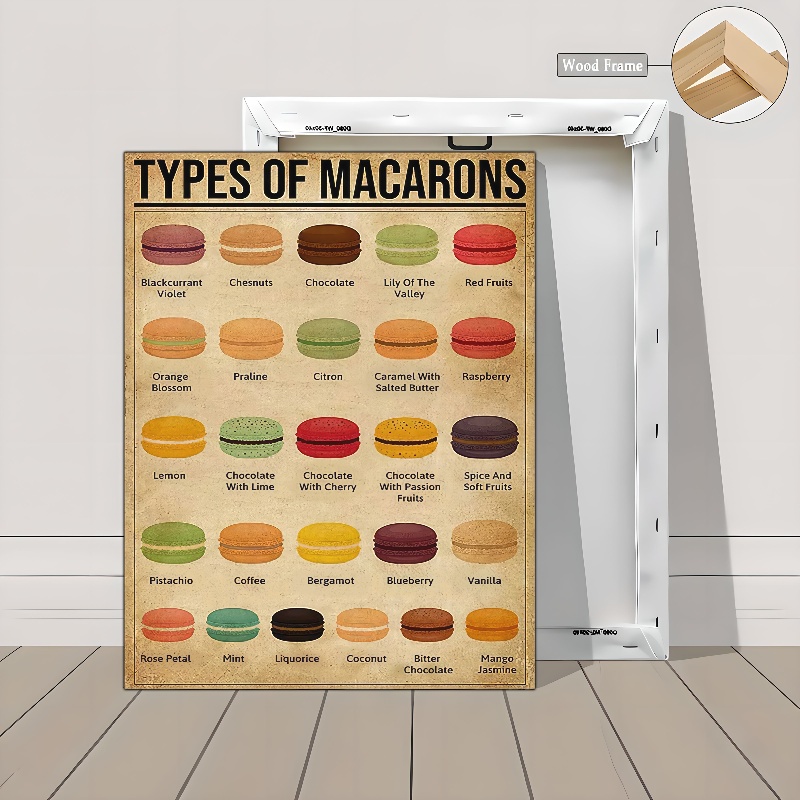 Wood Frame
TYPES OF MACARONS
Blackcurrant
Violet
Chesnuts
Chocolate
Lily Of The
Valley
Red Fruits
Orange
Blossom
Praline
Citron
Caramel With
Salted Butter
Raspberry
Lemon
Chocolate
With Lime
Chocolate
With Cherry
Chocolate
With Passion
Fruits
Spice And
Soft Fruits
Pistachio
Coffee
Bergamot
Blueberry
Vanilla
Rose Petal
Mint
Liquorice
Coconut
Bitter
Chocolate
Mango
Jasmine